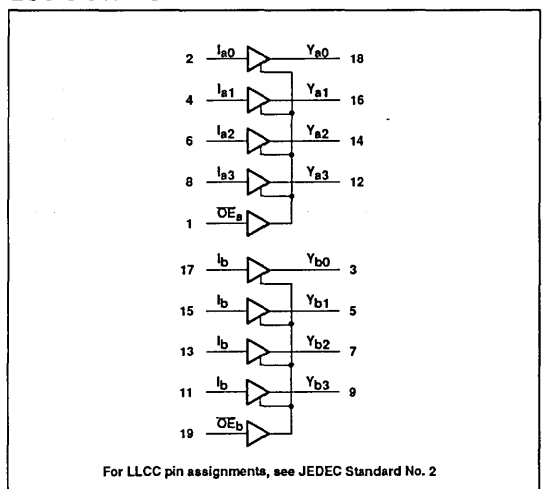 2 Ia0 Ya0 18
4 Ia1 Ya1 16
6 Ia2 Ya2 14
8 Ia3 Ya3 12
1 O̅E̅a
17 Ib Yb0 3
15 Ib Yb1 5
13 Ib Yb2 7
11 Ib Yb3 9
19 O̅E̅b
For LLCC pin assignments, see JEDEC Standard No. 2